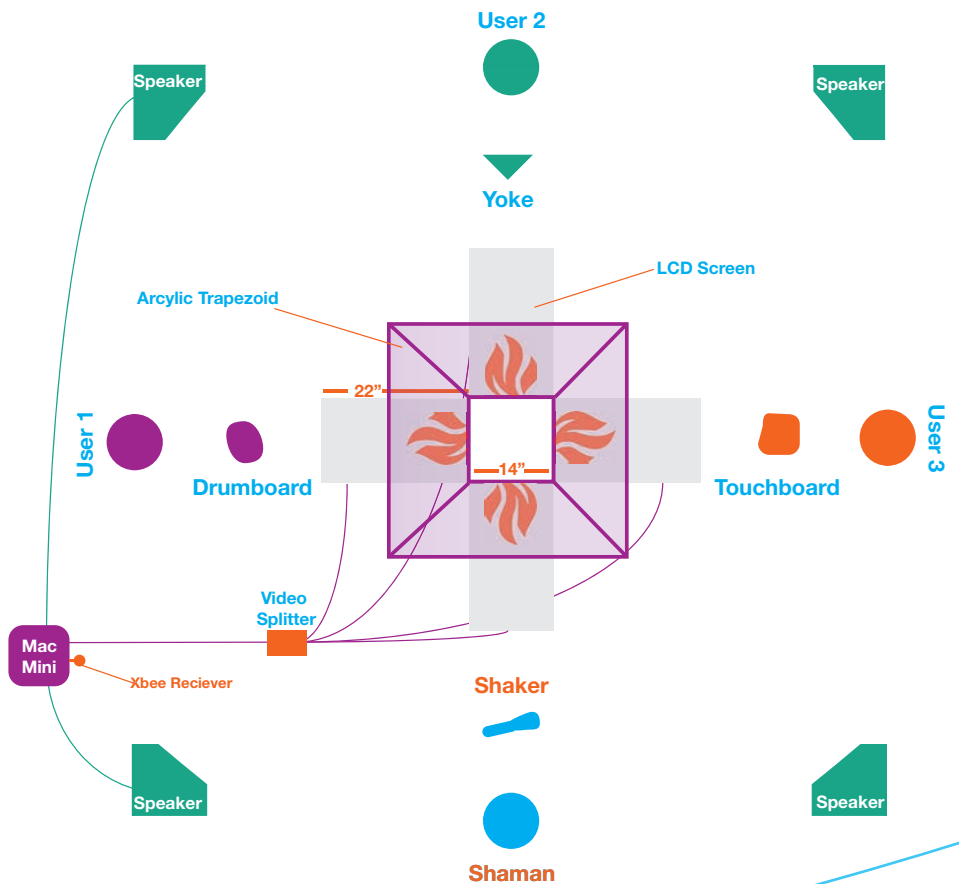 User 2
Speaker
Speaker
Yoke
LCD Screen
Arcylic Trapezoid
22”
User 1
User 3
14”
Drumboard
Touchboard
Video
Splitter
Mac
Mini
Xbee Reciever
Shaker
Speaker
Speaker
Shaman